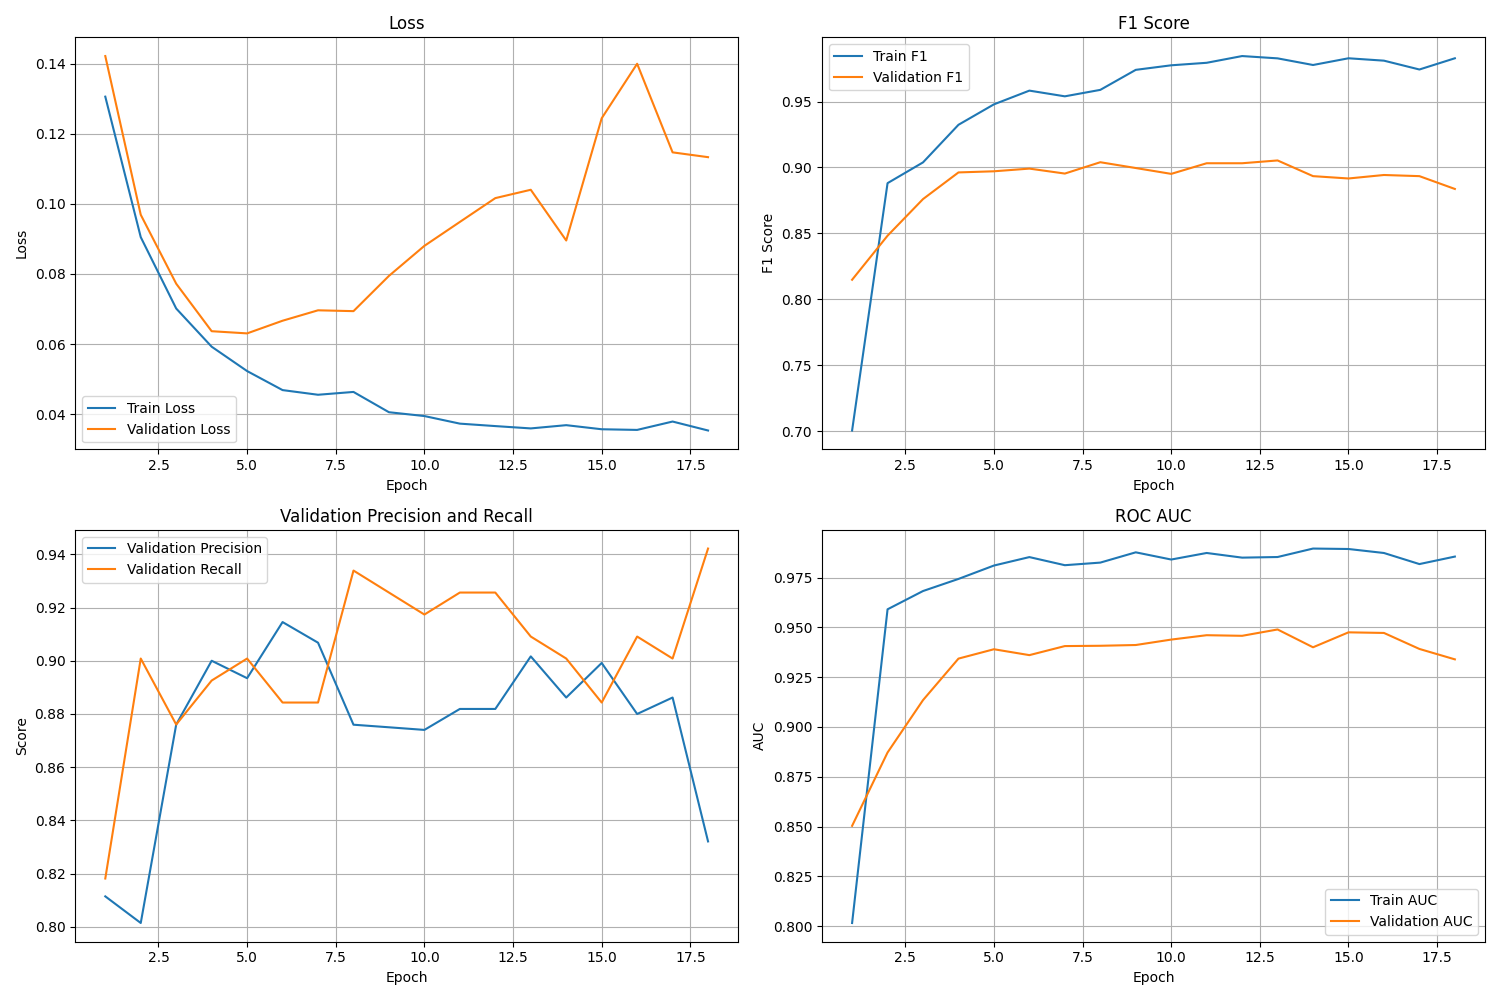 Loss
0.14
0.12
0.10
0.08
0.06
0.04
Loss
Train Loss
Validation Loss
2.5 5.0 7.5 10.0 12.5 15.0 17.5
Epoch
F1 Score
Train F1
Validation F1
0.95
0.90
0.85
0.80
0.75
0.70
F1 Score
2.5 5.0 7.5 10.0 12.5 15.0 17.5
Epoch
Validation Precision and Recall
Validation Precision
Validation Recall
0.94
0.92
0.90
0.88
0.86
0.84
0.82
0.80
Score
2.5 5.0 7.5 10.0 12.5 15.0 17.5
Epoch
ROC AUC
0.975
0.950
0.925
0.900
0.875
0.850
0.825
0.800
AUC
Train AUC
Validation AUC
2.5 5.0 7.5 10.0 12.5 15.0 17.5
Epoch